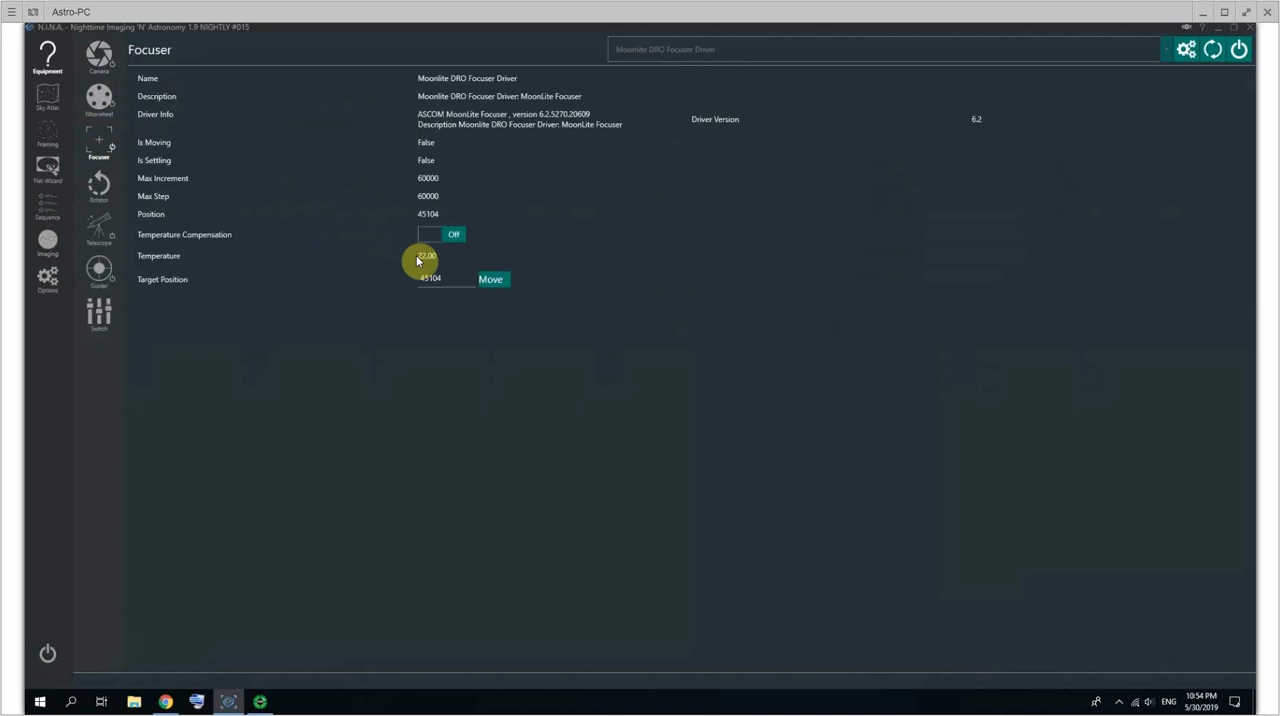 Astro-PC
N.I.N.A. - Nighttime Imaging 'N' Astronomy 1.9 NIGHTLY #015
Equipment
Sky Atlas
Framing
Flat Wizard
Sequence
Imaging
Options
Camera
Filterwheel
Focuser
Rotator
Telescope
Guider
Switch
Focuser
Moonlite DRO Focuser Driver
Name Moonlite DRO Focuser Driver
Description Moonlite DRO Focuser Driver: MoonLite Focuser
Driver Info ASCOM MoonLite Focuser , version 6.2.5270.20609
Description Moonlite DRO Focuser Driver: MoonLite Focuser
Driver Version 6.2
Is Moving False
Is Settling False
Max Increment 60000
Max Step 60000
Position 45104
Temperature Compensation Off
Temperature 22.00
Target Position 45104 Move
ENG
10:54 PM
5/30/2019